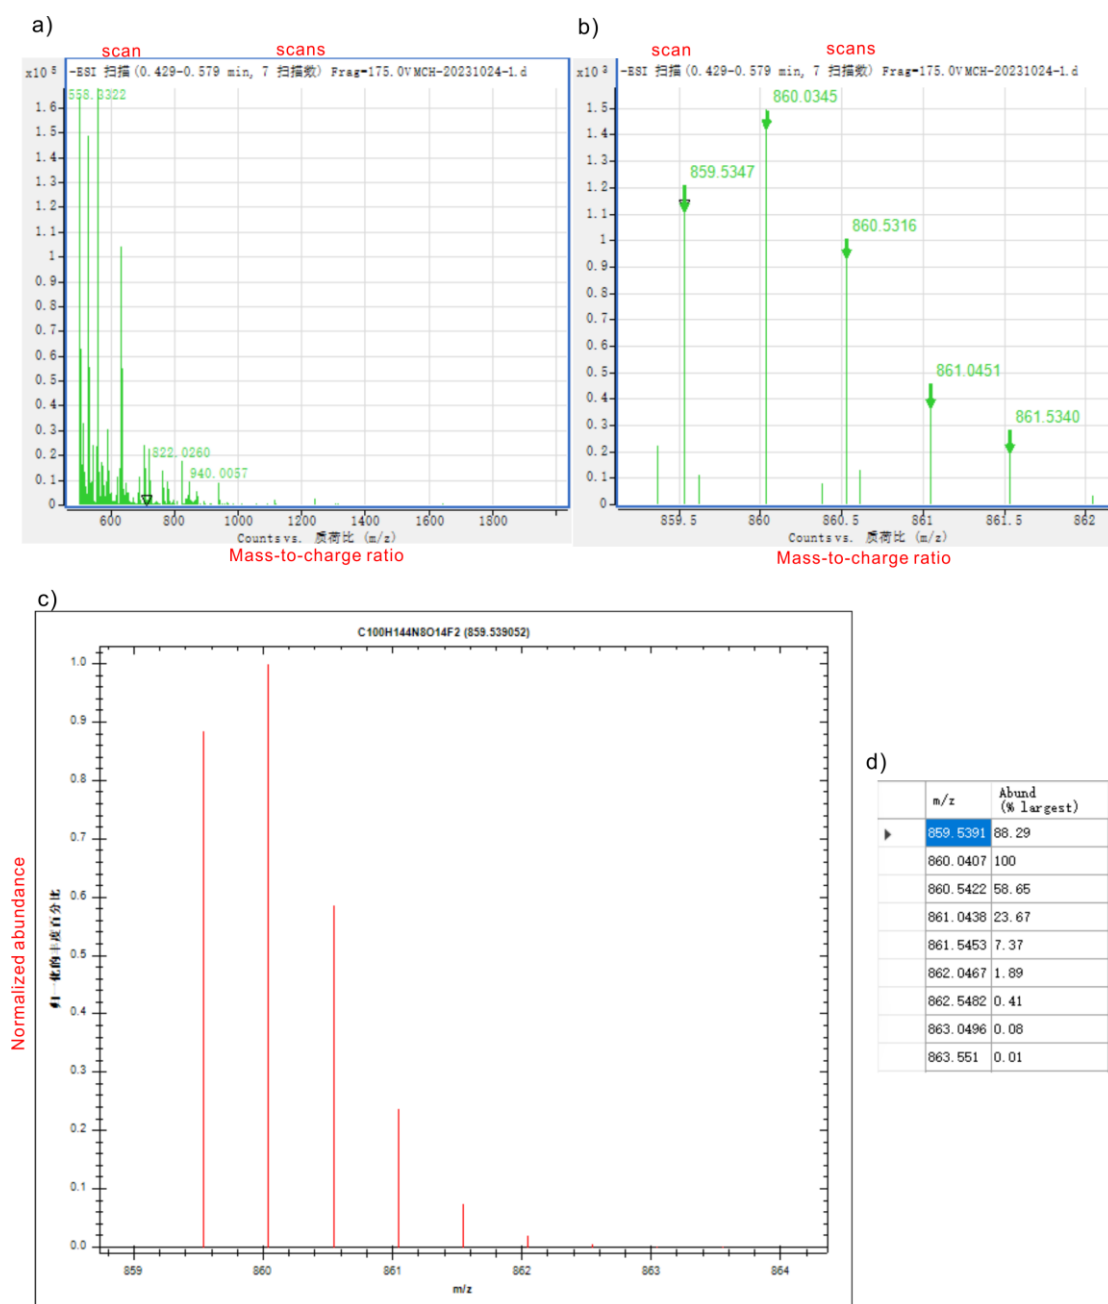 a)
scan
scans
x10 5
-ESI 扫描 (0.429-0.579 min, 7 扫描数) Frag=175.0V MCH-20231024-1.d
558.3322
1.6
1.5
1.4
1.3
1.2
1.1
1
0.9
0.8
0.7
0.6
0.5
0.4
0.3
0.2
0.1
0
822.0260
940.0057
600 800 1000 1200 1400 1600 1800
Counts vs. 质荷比 (m/z)
Mass-to-charge ratio
b)
scan
scans
x10 3
-ESI 扫描 (0.429-0.579 min, 7 扫描数) Frag=175.0V MCH-20231024-1.d
1.5
1.4
1.3
1.2
1.1
1
0.9
0.8
0.7
0.6
0.5
0.4
0.3
0.2
0.1
0
860.0345
859.5347
860.5316
861.0451
861.5340
859.5 860 860.5 861 861.5 862
Counts vs. 质荷比 (m/z)
Mass-to-charge ratio
c)
C100H144N8O14F2 (859.539052)
Normalized abundance
归一化的丰度百分比
1.0
0.9
0.8
0.7
0.6
0.5
0.4
0.3
0.2
0.1
0.0
859 860 861 862 863 864
m/z
d)
m/z Abund (% largest)
859.5391 88.29
860.0407 100
860.5422 58.65
861.0438 23.67
861.5453 7.37
862.0467 1.89
862.5482 0.41
863.0496 0.08
863.551 0.01